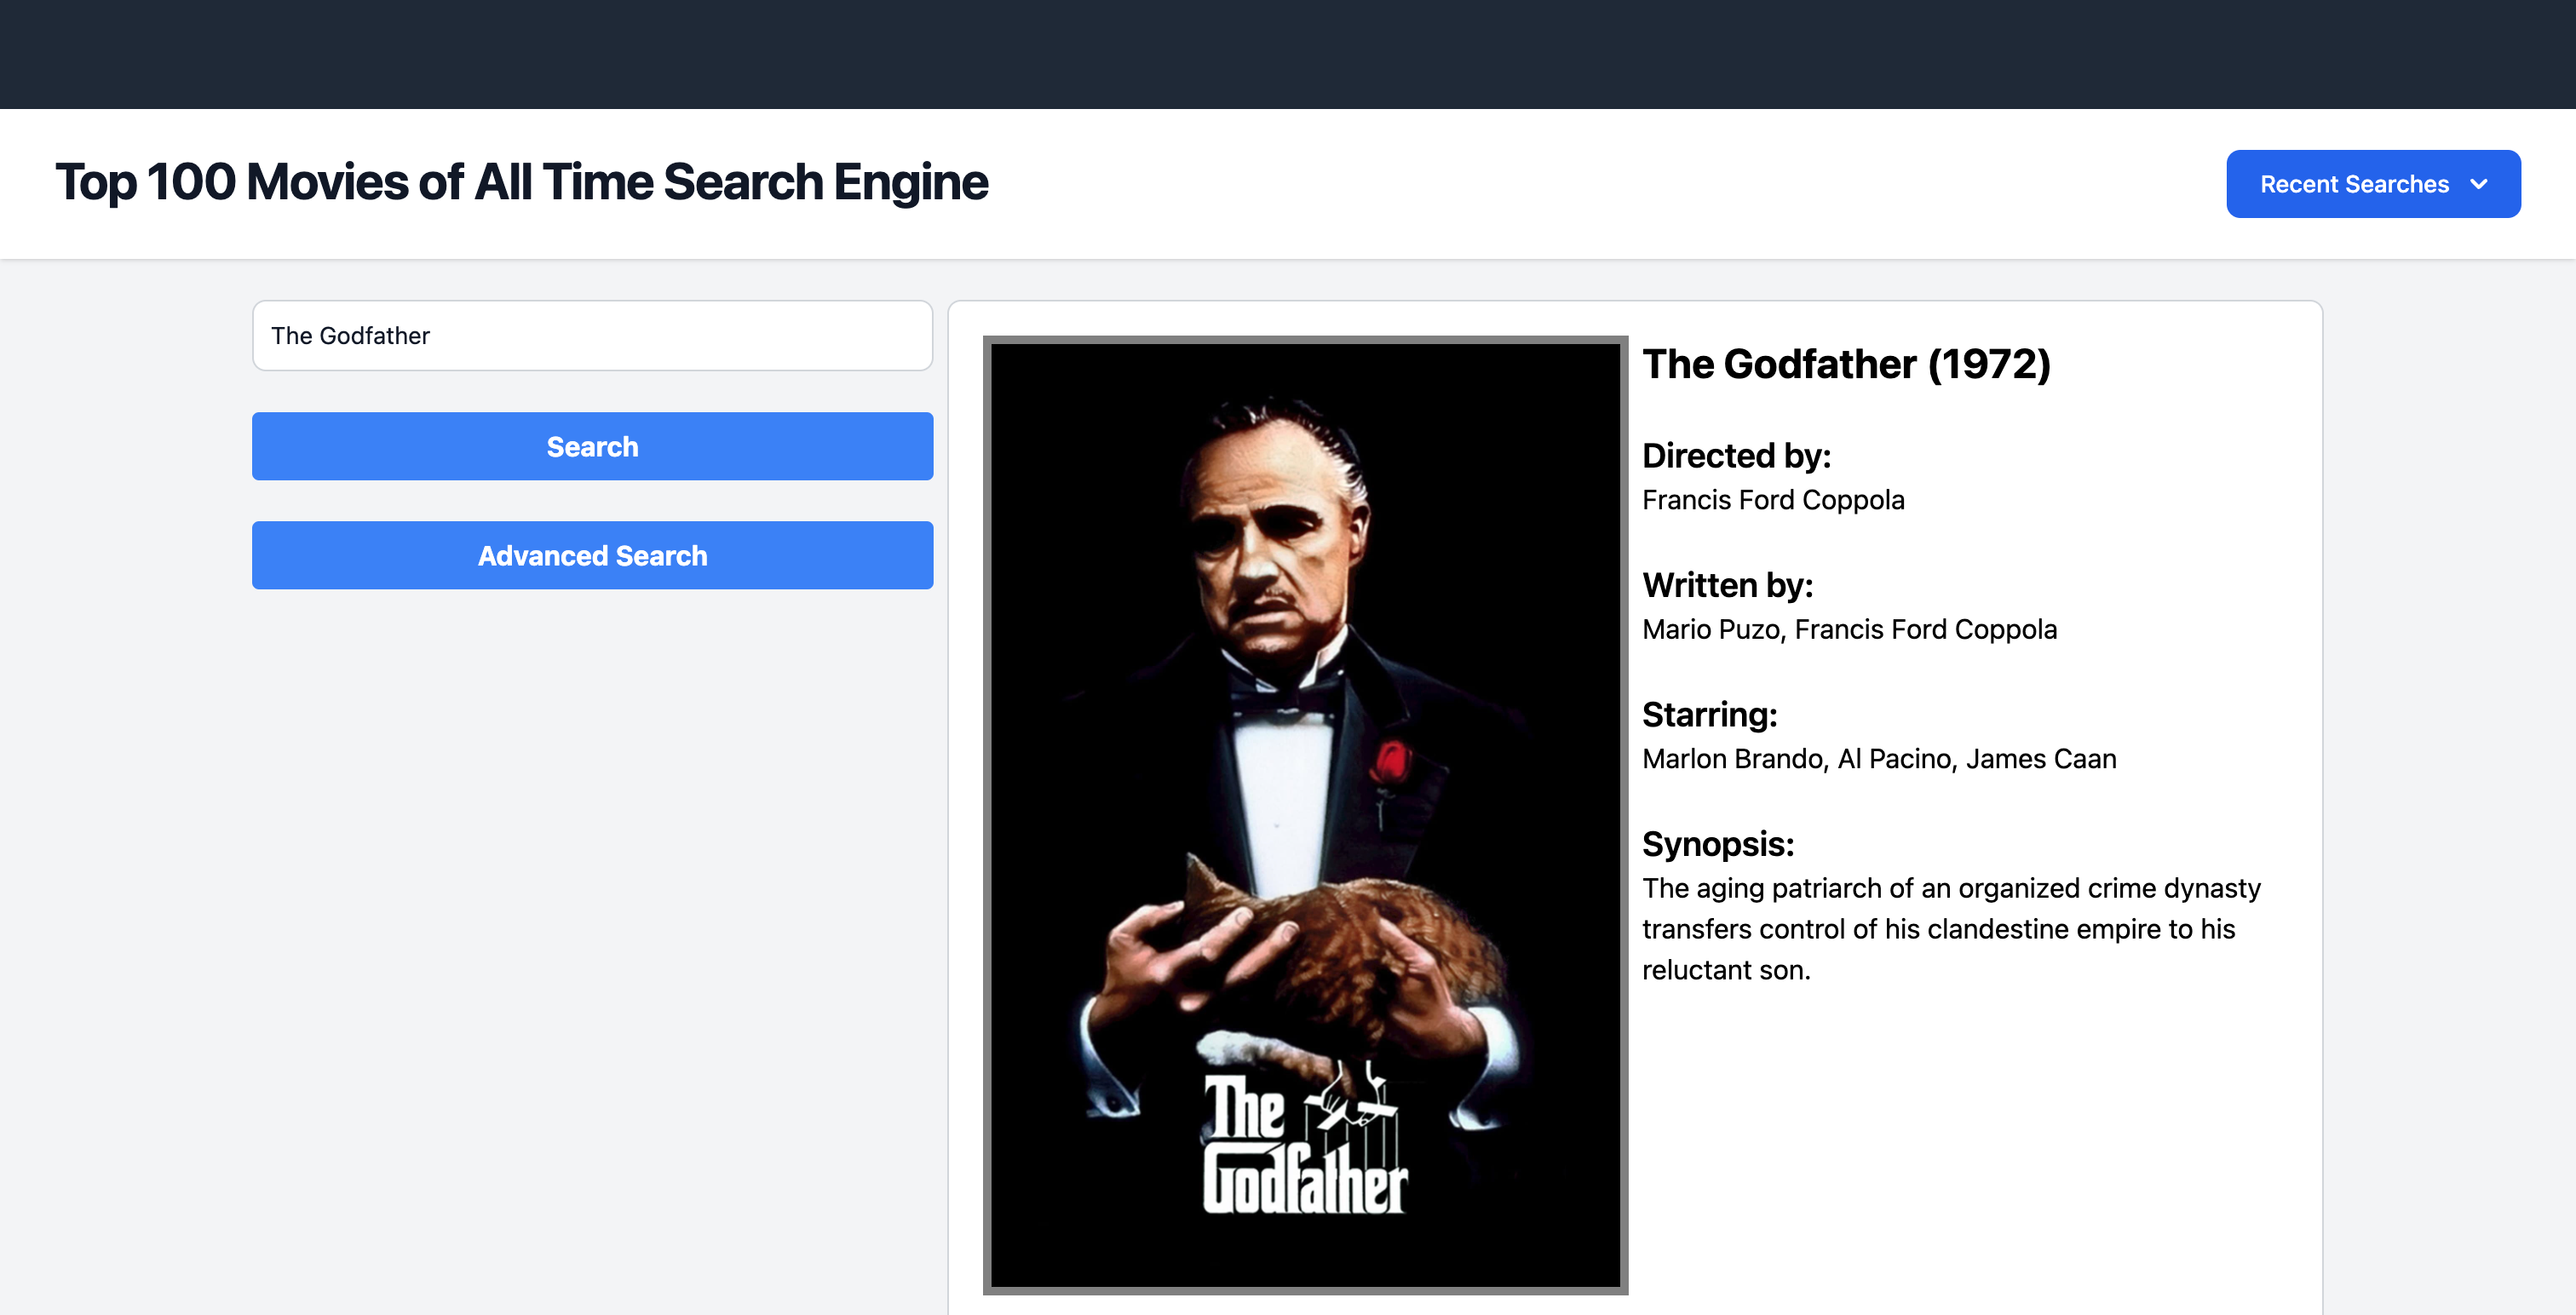 Top 100 Movies of All Time Search Engine
Recent Searches
The Godfather
Search
Advanced Search
The
Godfather
The Godfather (1972)
Directed by:
Francis Ford Coppola
Written by:
Mario Puzo, Francis Ford Coppola
Starring:
Marlon Brando, Al Pacino, James Caan
Synopsis:
The aging patriarch of an organized crime dynasty
transfers control of his clandestine empire to his
reluctant son.